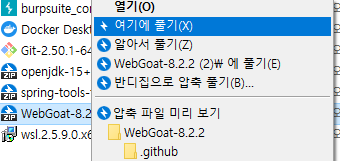 burpsuite_co
Docker Desktop
Git-2.50.1-64
openjdk-15+
spring-tools-
WebGoat-8.2.2
wsl.2.5.9.0.x6
열기(O)
여기에 풀기(X)
알아서 풀기(Z)
WebGoat-8.2.2 (2)₩ 에 풀기(E)
반디집으로 압축 풀기(B)...
압축 파일 미리 보기
WebGoat-8.2.2
.github